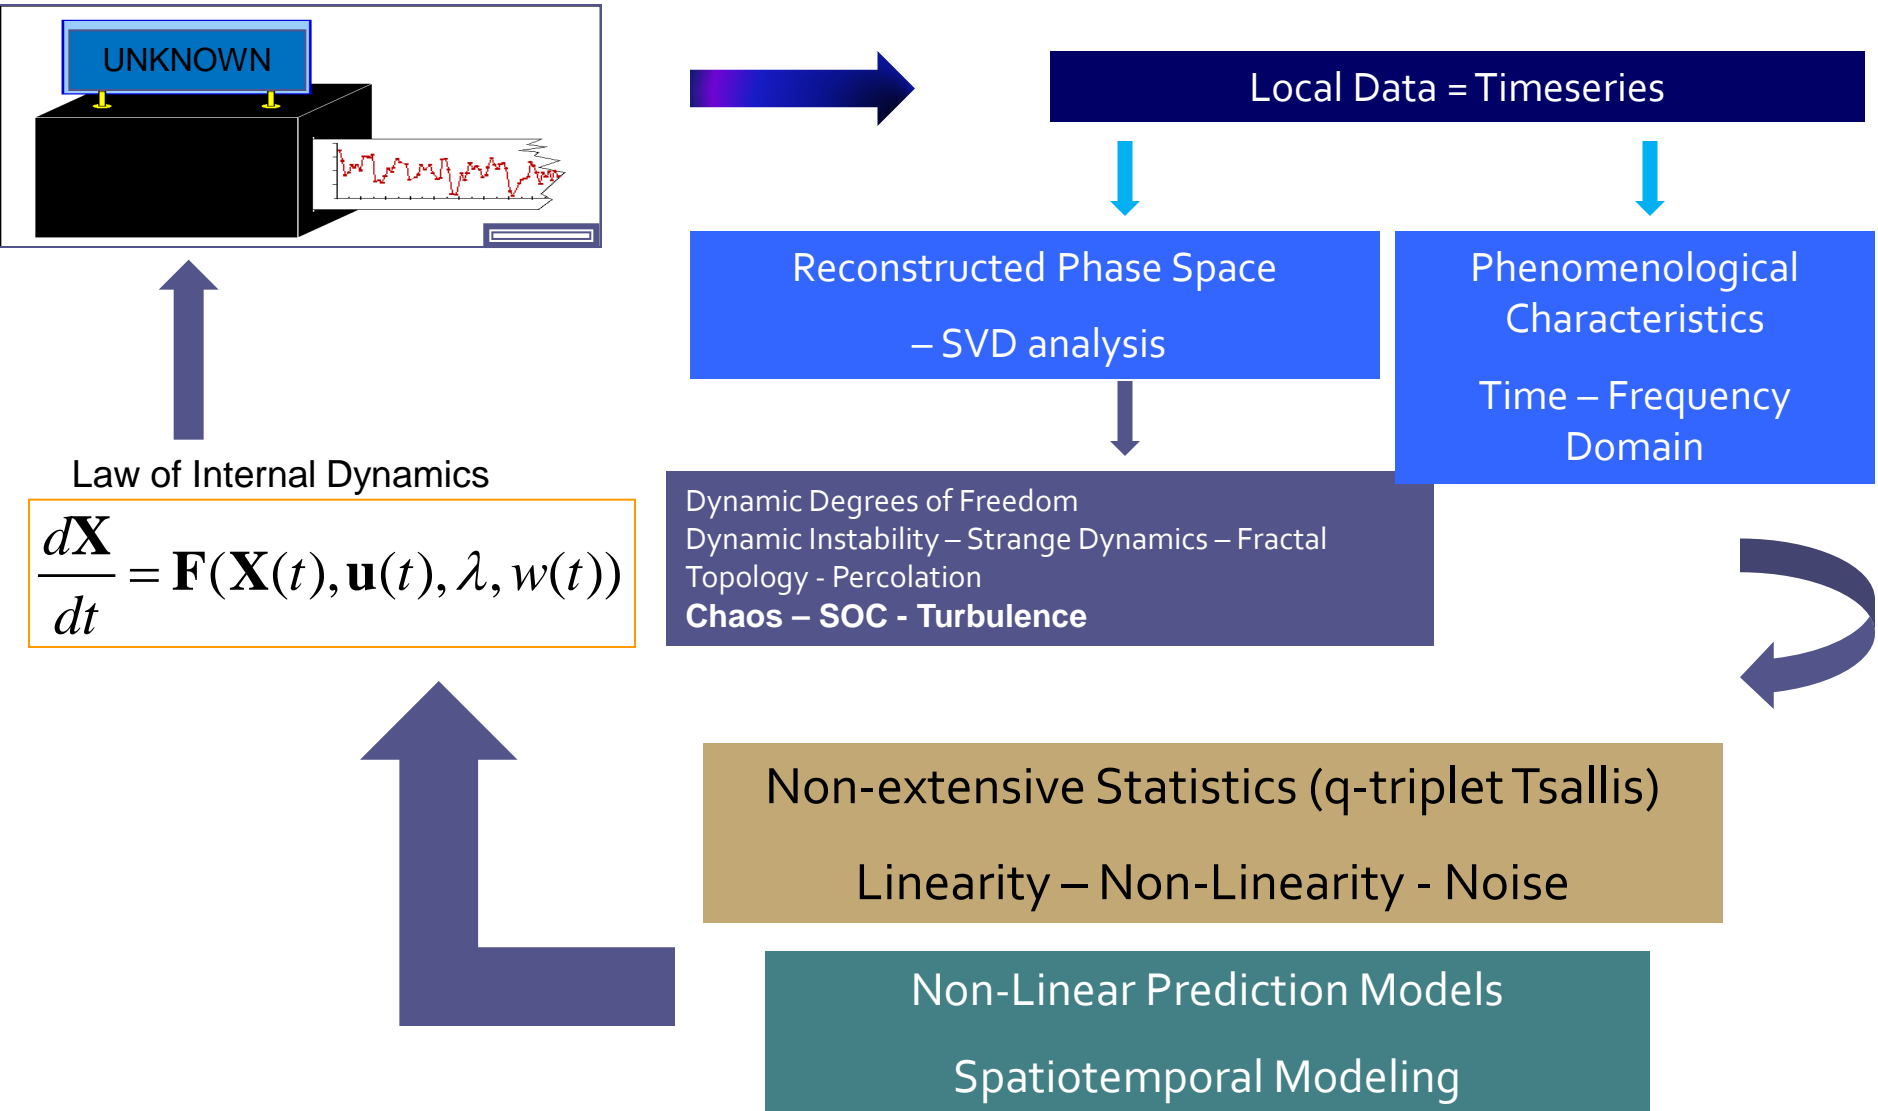 UNKNOWN
Local Data = Timeseries
Reconstructed Phase Space
– SVD analysis
Phenomenological
Characteristics
Time – Frequency
Domain
Law of Internal Dynamics
d𝐗/dt = 𝐅(𝐗(t), 𝐮(t), λ, w(t))
Dynamic Degrees of Freedom
Dynamic Instability – Strange Dynamics – Fractal
Topology - Percolation
Chaos – SOC - Turbulence
Non-extensive Statistics (q-triplet Tsallis)
Linearity – Non-Linearity - Noise
Non-Linear Prediction Models
Spatiotemporal Modeling